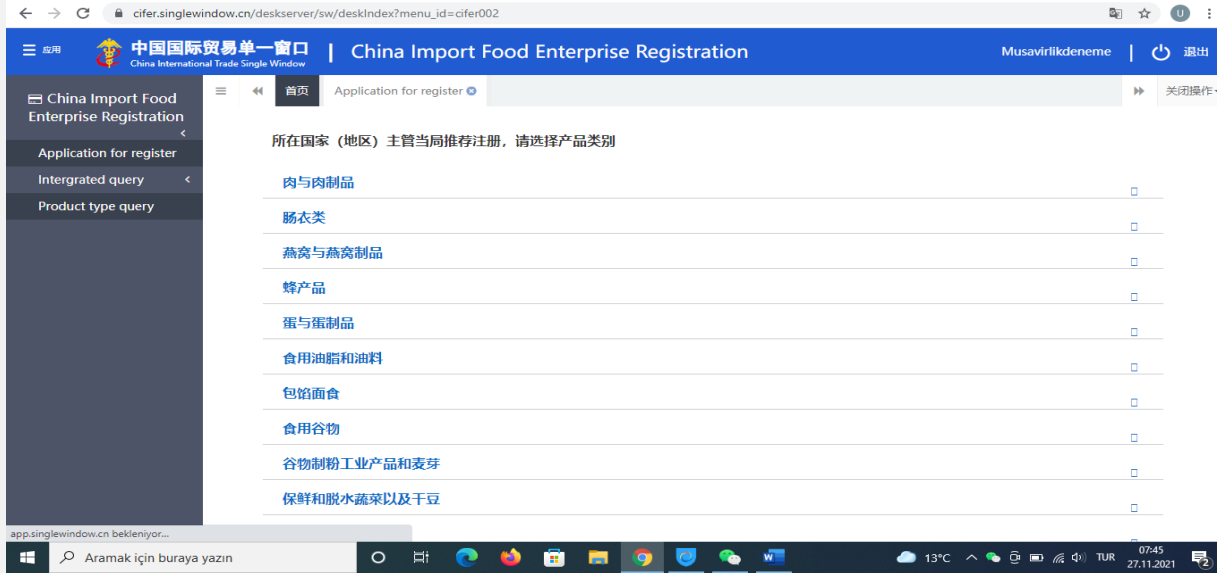 cifer.singlewindow.cn/deskserver/sw/deskIndex?menu_id=cifer002
U
应用
中国国际贸易单一窗口
China International Trade Single Window
| China Import Food Enterprise Registration
Musavirlikdeneme | 退出
China Import Food
Enterprise Registration
Application for register
Intergrated query
Product type query
首页
Application for register
关闭操作
所在国家（地区）主管当局推荐注册，请选择产品类别
肉与肉制品
肠衣类
燕窝与燕窝制品
蜂产品
蛋与蛋制品
食用油脂和油料
包馅面食
食用谷物
谷物制粉工业产品和麦芽
保鲜和脱水蔬菜以及干豆
app.singlewindow.cn bekleniyor...
Aramak için buraya yazın
W
13°C
TUR
07:45
27.11.2021
2